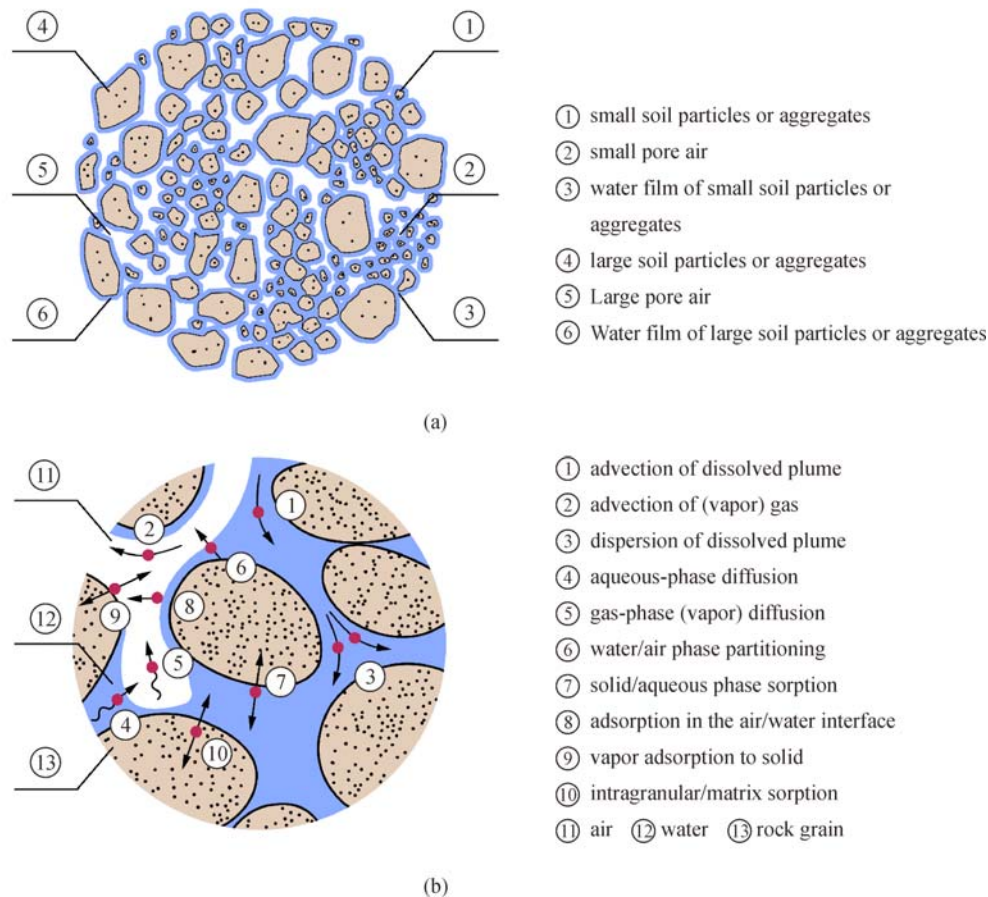 ④
①
⑤
②
⑥
③
① small soil particles or aggregates
② small pore air
③ water film of small soil particles or
aggregates
④ large soil particles or aggregates
⑤ Large pore air
⑥ Water film of large soil particles or aggregates
(a)
⑪
⑫
⑬
①
②
⑥
⑨
⑧
⑤
⑦
③
④
⑩
① advection of dissolved plume
② advection of (vapor) gas
③ dispersion of dissolved plume
④ aqueous-phase diffusion
⑤ gas-phase (vapor) diffusion
⑥ water/air phase partitioning
⑦ solid/aqueous phase sorption
⑧ adsorption in the air/water interface
⑨ vapor adsorption to solid
⑩ intragranular/matrix sorption
⑪ air ⑫ water ⑬ rock grain
(b)